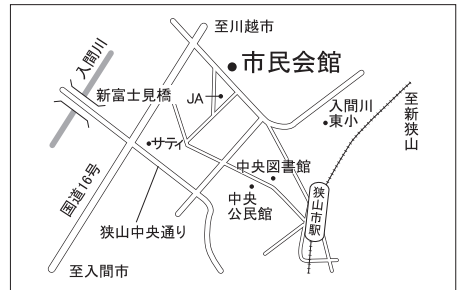 至川越市
市民会館
入間川
新富士見橋
JA
至新狭山
入間川
東小
サティ
国道16号
中央図書館
中央
公民館
狭山市駅
狭山中央通り
至入間市